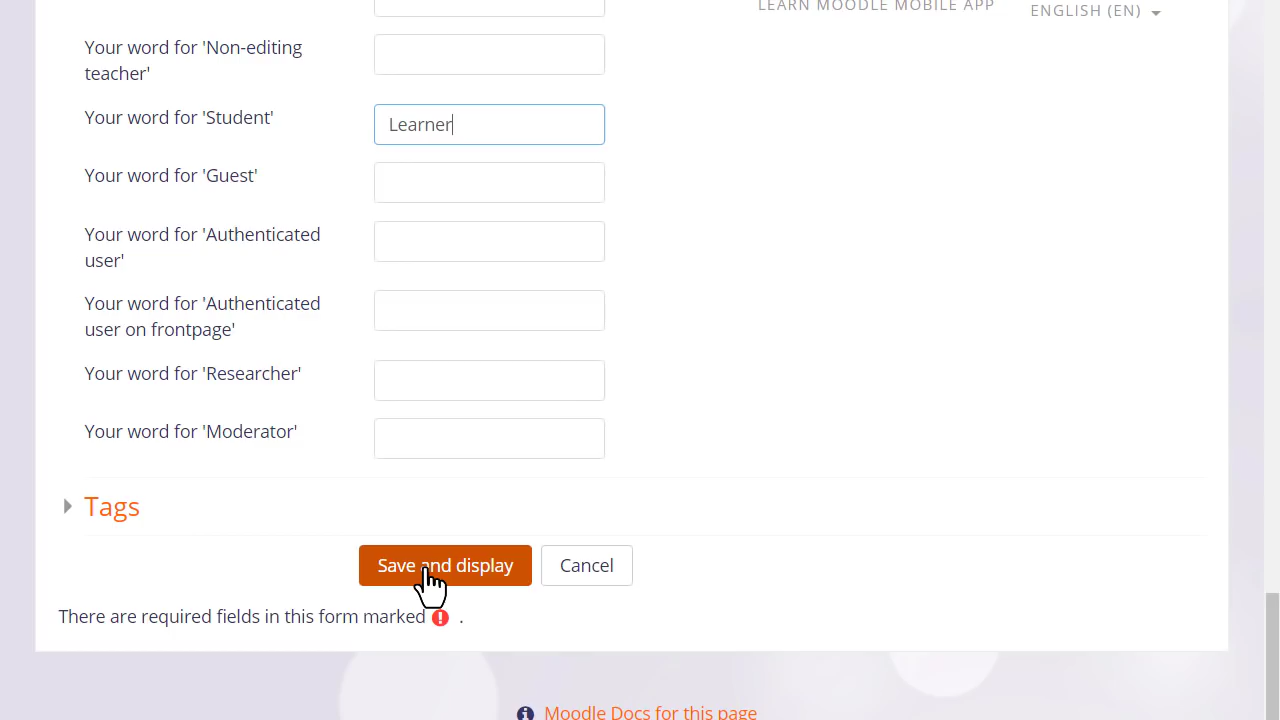 LEARN MOODLE MOBILE APP
ENGLISH (EN)
Your word for 'Non-editing
teacher'
Your word for 'Student'
Learner
Your word for 'Guest'
Your word for 'Authenticated
user'
Your word for 'Authenticated
user on frontpage'
Your word for 'Researcher'
Your word for 'Moderator'
Tags
Save and display
Cancel
There are required fields in this form marked ! .
Moodle Docs for this page